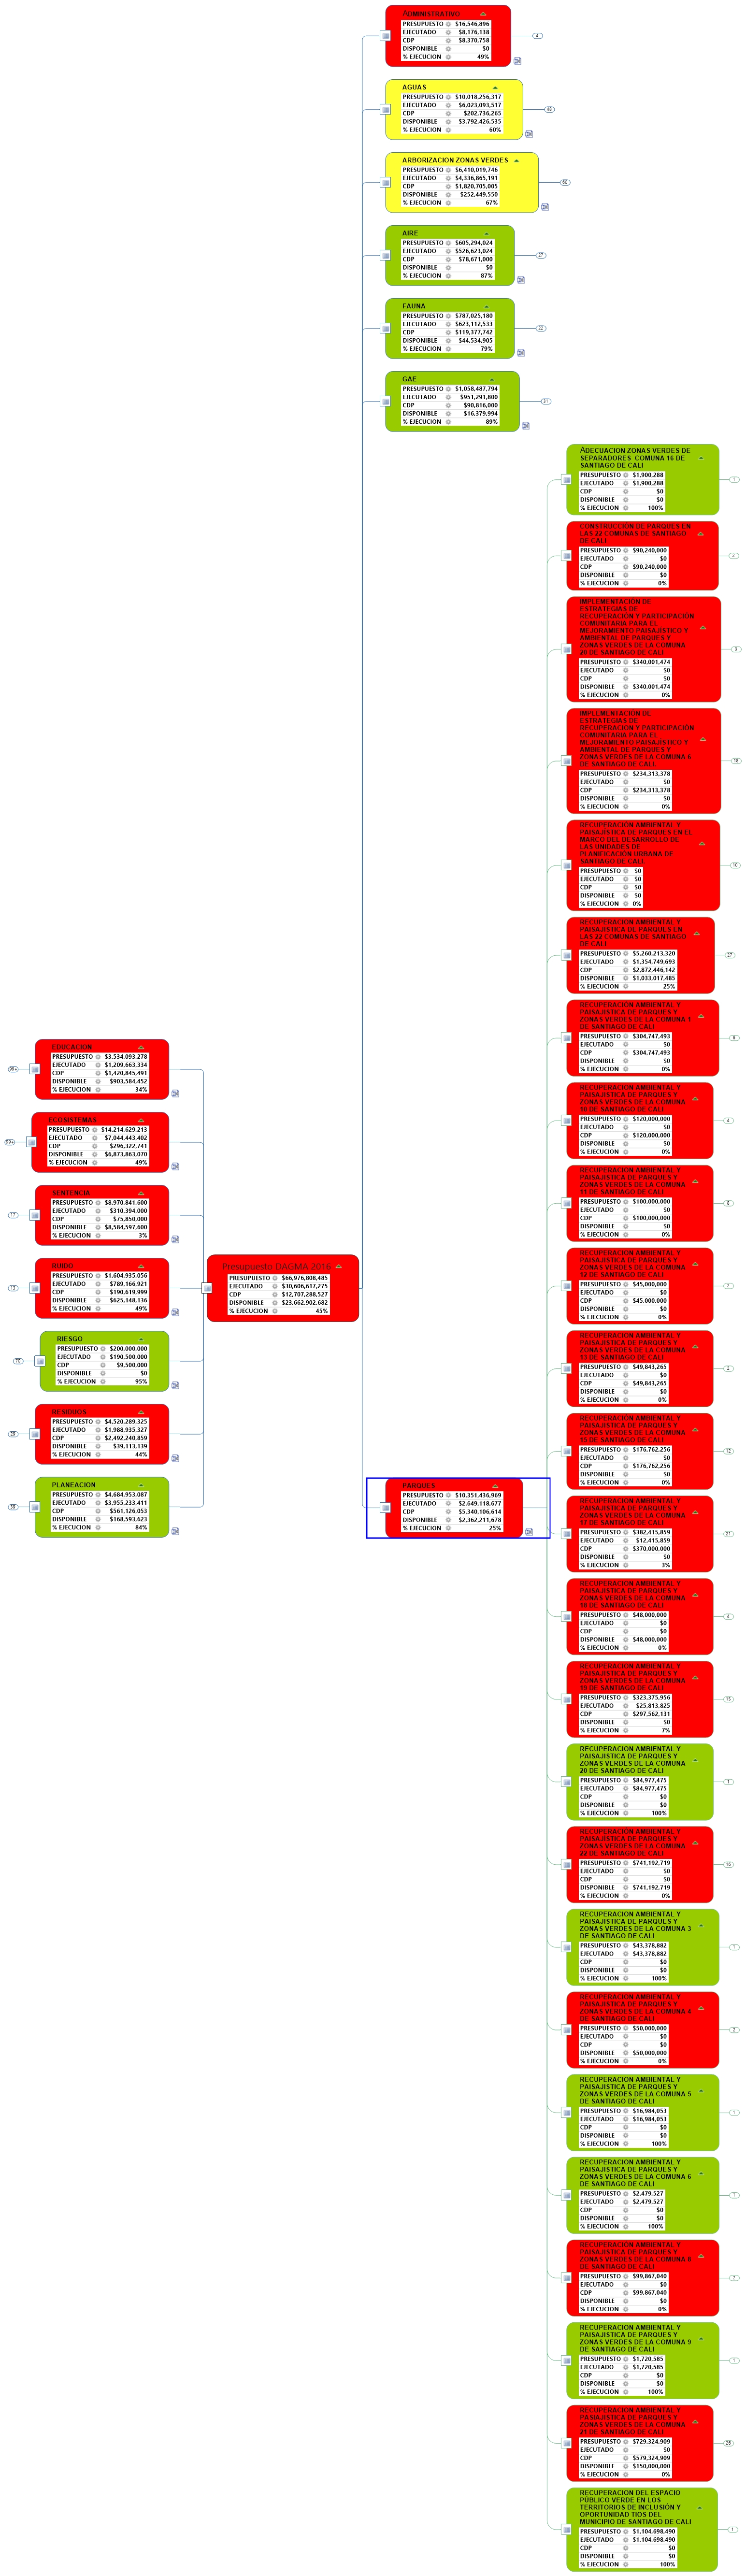 ADMINISTRATIVO
PRESUPUESTO $16,546,896
EJECUTADO $8,176,138
CDP $8,370,758
DISPONIBLE $0
% EJECUCION 49%
4
AGUAS
PRESUPUESTO $10,018,256,317
EJECUTADO $6,023,093,517
CDP $202,736,265
DISPONIBLE $3,792,426,535
% EJECUCION 60%
48
ARBORIZACION ZONAS VERDES
PRESUPUESTO $6,410,019,746
EJECUTADO $4,336,865,191
CDP $1,820,705,005
DISPONIBLE $252,449,550
% EJECUCION 67%
60
AIRE
PRESUPUESTO $605,294,024
EJECUTADO $526,623,024
CDP $78,671,000
DISPONIBLE $0
% EJECUCION 87%
27
FAUNA
PRESUPUESTO $787,025,180
EJECUTADO $623,112,533
CDP $119,377,742
DISPONIBLE $44,534,905
% EJECUCION 79%
22
GAE
PRESUPUESTO $1,058,487,794
EJECUTADO $951,291,800
CDP $90,816,000
DISPONIBLE $16,379,994
% EJECUCION 89%
31
ADECUACION ZONAS VERDES DE
SEPARADORES COMUNA 16 DE
SANTIAGO DE CALI
PRESUPUESTO $1,900,288
EJECUTADO $1,900,288
CDP $0
DISPONIBLE $0
% EJECUCION 100%
1
CONSTRUCCIÓN DE PARQUES EN
LAS 22 COMUNAS DE SANTIAGO
DE CALI
PRESUPUESTO $90,240,000
EJECUTADO $0
CDP $90,240,000
DISPONIBLE $0
% EJECUCION 0%
2
IMPLEMENTACIÓN DE
ESTRATEGIAS DE
RECUPERACIÓN Y PARTICIPACIÓN
COMUNITARIA PARA EL
MEJORAMIENTO PAISAJÍSTICO Y
AMBIENTAL DE PARQUES Y
ZONAS VERDES DE LA COMUNA
20 DE SANTIAGO DE CALI
PRESUPUESTO $340,001,474
EJECUTADO $0
CDP $0
DISPONIBLE $340,001,474
% EJECUCION 0%
3
IMPLEMENTACIÓN DE
ESTRATEGIAS DE
RECUPERACION Y PARTICIPACIÓN
COMUNITARIA PARA EL
MEJORAMIENTO PAISAJÍSTICO Y
AMBIENTAL DE PARQUES Y
ZONAS VERDES DE LA COMUNA 6
DE SANTIAGO DE CALI
PRESUPUESTO $234,313,378
EJECUTADO $0
CDP $234,313,378
DISPONIBLE $0
% EJECUCION 0%
18
RECUPERACIÓN AMBIENTAL Y
PAISAJÍSTICA DE PARQUES EN EL
MARCO DEL DESARROLLO DE
LAS UNIDADES DE
PLANIFICACIÓN URBANA DE
SANTIAGO DE CALI
PRESUPUESTO $0
EJECUTADO $0
CDP $0
DISPONIBLE $0
% EJECUCION 0%
10
RECUPERACIÓN AMBIENTAL Y
PAISAJISTICA DE PARQUES EN
LAS 22 COMUNAS DE SANTIAGO
DE CALI
PRESUPUESTO $5,260,213,320
EJECUTADO $1,354,749,693
CDP $2,872,446,142
DISPONIBLE $1,033,017,485
% EJECUCION 25%
27
RECUPERACIÓN AMBIENTAL Y
PAISAJISTICA DE PARQUES Y
ZONAS VERDES DE LA COMUNA 1
DE SANTIAGO DE CALI
PRESUPUESTO $304,747,493
EJECUTADO $0
CDP $304,747,493
DISPONIBLE $0
% EJECUCION 0%
6
RECUPERACIÓN AMBIENTAL Y
PAISAJISTICA DE PARQUES Y
ZONAS VERDES DE LA COMUNA
10 DE SANTIAGO DE CALI
PRESUPUESTO $120,000,000
EJECUTADO $0
CDP $120,000,000
DISPONIBLE $0
% EJECUCION 0%
4
RECUPERACIÓN AMBIENTAL Y
PAISAJISTICA DE PARQUES Y
ZONAS VERDES DE LA COMUNA
11 DE SANTIAGO DE CALI
PRESUPUESTO $100,000,000
EJECUTADO $0
CDP $100,000,000
DISPONIBLE $0
% EJECUCION 0%
8
RECUPERACIÓN AMBIENTAL Y
PAISAJISTICA DE PARQUES Y
ZONAS VERDES DE LA COMUNA
12 DE SANTIAGO DE CALI
PRESUPUESTO $45,000,000
EJECUTADO $0
CDP $45,000,000
DISPONIBLE $0
% EJECUCION 0%
2
RECUPERACIÓN AMBIENTAL Y
PAISAJISTICA DE PARQUES Y
ZONAS VERDES DE LA COMUNA
13 DE SANTIAGO DE CALI
PRESUPUESTO $49,843,265
EJECUTADO $0
CDP $49,843,265
DISPONIBLE $0
% EJECUCION 0%
2
RECUPERACIÓN AMBIENTAL Y
PAISAJISTICA DE PARQUES Y
ZONAS VERDES DE LA COMUNA
15 DE SANTIAGO DE CALI
PRESUPUESTO $176,762,256
EJECUTADO $0
CDP $176,762,256
DISPONIBLE $0
% EJECUCION 0%
12
RECUPERACIÓN AMBIENTAL Y
PAISAJISTICA DE PARQUES Y
ZONAS VERDES DE LA COMUNA
17 DE SANTIAGO DE CALI
PRESUPUESTO $382,415,859
EJECUTADO $12,415,859
CDP $370,000,000
DISPONIBLE $0
% EJECUCION 3%
21
RECUPERACIÓN AMBIENTAL Y
PAISAJISTICA DE PARQUES Y
ZONAS VERDES DE LA COMUNA
18 DE SANTIAGO DE CALI
PRESUPUESTO $48,000,000
EJECUTADO $0
CDP $0
DISPONIBLE $48,000,000
% EJECUCION 0%
4
RECUPERACIÓN AMBIENTAL Y
PAISAJISTICA DE PARQUES Y
ZONAS VERDES DE LA COMUNA
19 DE SANTIAGO DE CALI
PRESUPUESTO $323,375,956
EJECUTADO $25,813,825
CDP $297,562,131
DISPONIBLE $0
% EJECUCION 7%
15
RECUPERACION AMBIENTAL Y
PAISAJISTICA DE PARQUES Y
ZONAS VERDES DE LA COMUNA
20 DE SANTIAGO DE CALI
PRESUPUESTO $84,977,475
EJECUTADO $84,977,475
CDP $0
DISPONIBLE $0
% EJECUCION 100%
1
RECUPERACIÓN AMBIENTAL Y
PAISAJISTICA DE PARQUES Y
ZONAS VERDES DE LA COMUNA
22 DE SANTIAGO DE CALI
PRESUPUESTO $741,192,719
EJECUTADO $0
CDP $0
DISPONIBLE $741,192,719
% EJECUCION 0%
16
RECUPERACION AMBIENTAL Y
PAISAJISTICA DE PARQUES Y
ZONAS VERDES DE LA COMUNA 3
DE SANTIAGO DE CALI
PRESUPUESTO $43,378,882
EJECUTADO $43,378,882
CDP $0
DISPONIBLE $0
% EJECUCION 100%
1
RECUPERACION AMBIENTAL Y
PAISAJISTICA DE PARQUES Y
ZONAS VERDES DE LA COMUNA 4
DE SANTIAGO DE CALI
PRESUPUESTO $50,000,000
EJECUTADO $0
CDP $0
DISPONIBLE $50,000,000
% EJECUCION 0%
2
RECUPERACION AMBIENTAL Y
PAISAJISTICA DE PARQUES Y
ZONAS VERDES DE LA COMUNA 5
DE SANTIAGO DE CALI
PRESUPUESTO $16,984,053
EJECUTADO $16,984,053
CDP $0
DISPONIBLE $0
% EJECUCION 100%
1
RECUPERACION AMBIENTAL Y
PAISAJISTICA DE PARQUES Y
ZONAS VERDES DE LA COMUNA 6
DE SANTIAGO DE CALI
PRESUPUESTO $2,479,527
EJECUTADO $2,479,527
CDP $0
DISPONIBLE $0
% EJECUCION 100%
1
RECUPERACIÓN AMBIENTAL Y
PAISAJISTICA DE PARQUES Y
ZONAS VERDES DE LA COMUNA 8
DE SANTIAGO DE CALI
PRESUPUESTO $99,867,040
EJECUTADO $0
CDP $99,867,040
DISPONIBLE $0
% EJECUCION 0%
2
RECUPERACION AMBIENTAL Y
PAISAJISTICA DE PARQUES Y
ZONAS VERDES DE LA COMUNA 9
DE SANTIAGO DE CALI
PRESUPUESTO $1,720,585
EJECUTADO $1,720,585
CDP $0
DISPONIBLE $0
% EJECUCION 100%
1
RECUPERACION AMBIENTAL Y
PASIAJISTICA DE PARQUES Y
ZONAS VERDES DE LA COMUNA
21 DE SANTIAGO DE CALI
PRESUPUESTO $729,324,909
EJECUTADO $0
CDP $579,324,909
DISPONIBLE $150,000,000
% EJECUCION 0%
26
RECUPERACION DEL ESPACIO
PÚBLICO VERDE EN LOS
TERRITORIOS DE INCLUSIÓN Y
OPORTUNIDAD TIOS DEL
MUNICIPIO DE SANTIAGO DE CALI
PRESUPUESTO $1,104,698,490
EJECUTADO $1,104,698,490
CDP $0
DISPONIBLE $0
% EJECUCION 100%
1
EDUCACION
PRESUPUESTO $3,534,093,278
EJECUTADO $1,209,663,334
CDP $1,420,845,491
DISPONIBLE $903,584,452
% EJECUCION 34%
99+
ECOSISTEMAS
PRESUPUESTO $14,214,629,213
EJECUTADO $7,044,443,402
CDP $296,322,741
DISPONIBLE $6,873,863,070
% EJECUCION 49%
99+
SENTENCIA
PRESUPUESTO $8,970,841,600
EJECUTADO $310,394,000
CDP $75,850,000
DISPONIBLE $8,584,597,600
% EJECUCION 3%
17
RUIDO
PRESUPUESTO $1,604,935,056
EJECUTADO $789,166,921
CDP $190,619,999
DISPONIBLE $625,148,136
% EJECUCION 49%
13
Presupuesto DAGMA 2016
PRESUPUESTO $66,976,808,485
EJECUTADO $30,606,617,275
CDP $12,707,288,527
DISPONIBLE $23,662,902,682
% EJECUCION 45%
RIESGO
PRESUPUESTO $200,000,000
EJECUTADO $190,500,000
CDP $9,500,000
DISPONIBLE $0
% EJECUCION 95%
RESIDUOS
PRESUPUESTO $4,520,289,325
EJECUTADO $1,988,935,327
CDP $2,492,240,859
DISPONIBLE $39,113,139
% EJECUCION 44%
29
PLANEACION
PRESUPUESTO $4,684,953,087
EJECUTADO $3,955,233,411
CDP $561,126,053
DISPONIBLE $168,593,623
% EJECUCION 84%
PARQUES
PRESUPUESTO $10,351,436,969
EJECUTADO $2,649,118,677
CDP $5,340,106,614
DISPONIBLE $2,362,211,678
% EJECUCION 25%